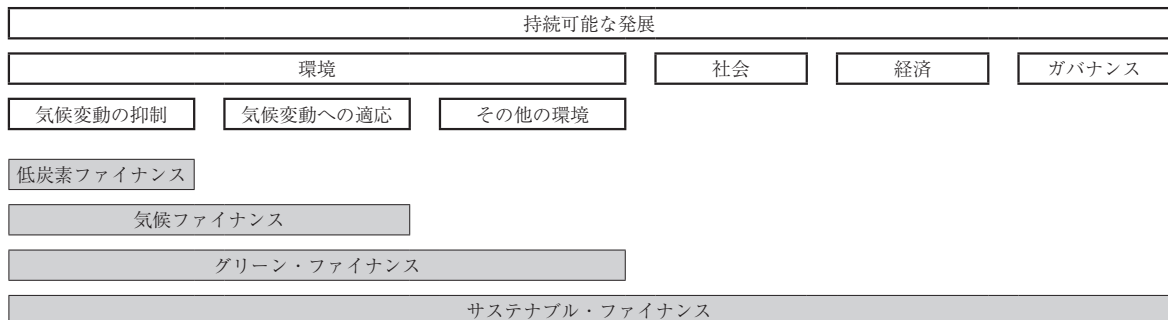 持続可能な発展
環境 社会 経済 ガバナンス
気候変動の抑制 気候変動への適応 その他の環境
低炭素ファイナンス
気候ファイナンス
グリーン・ファイナンス
サステナブル・ファイナンス